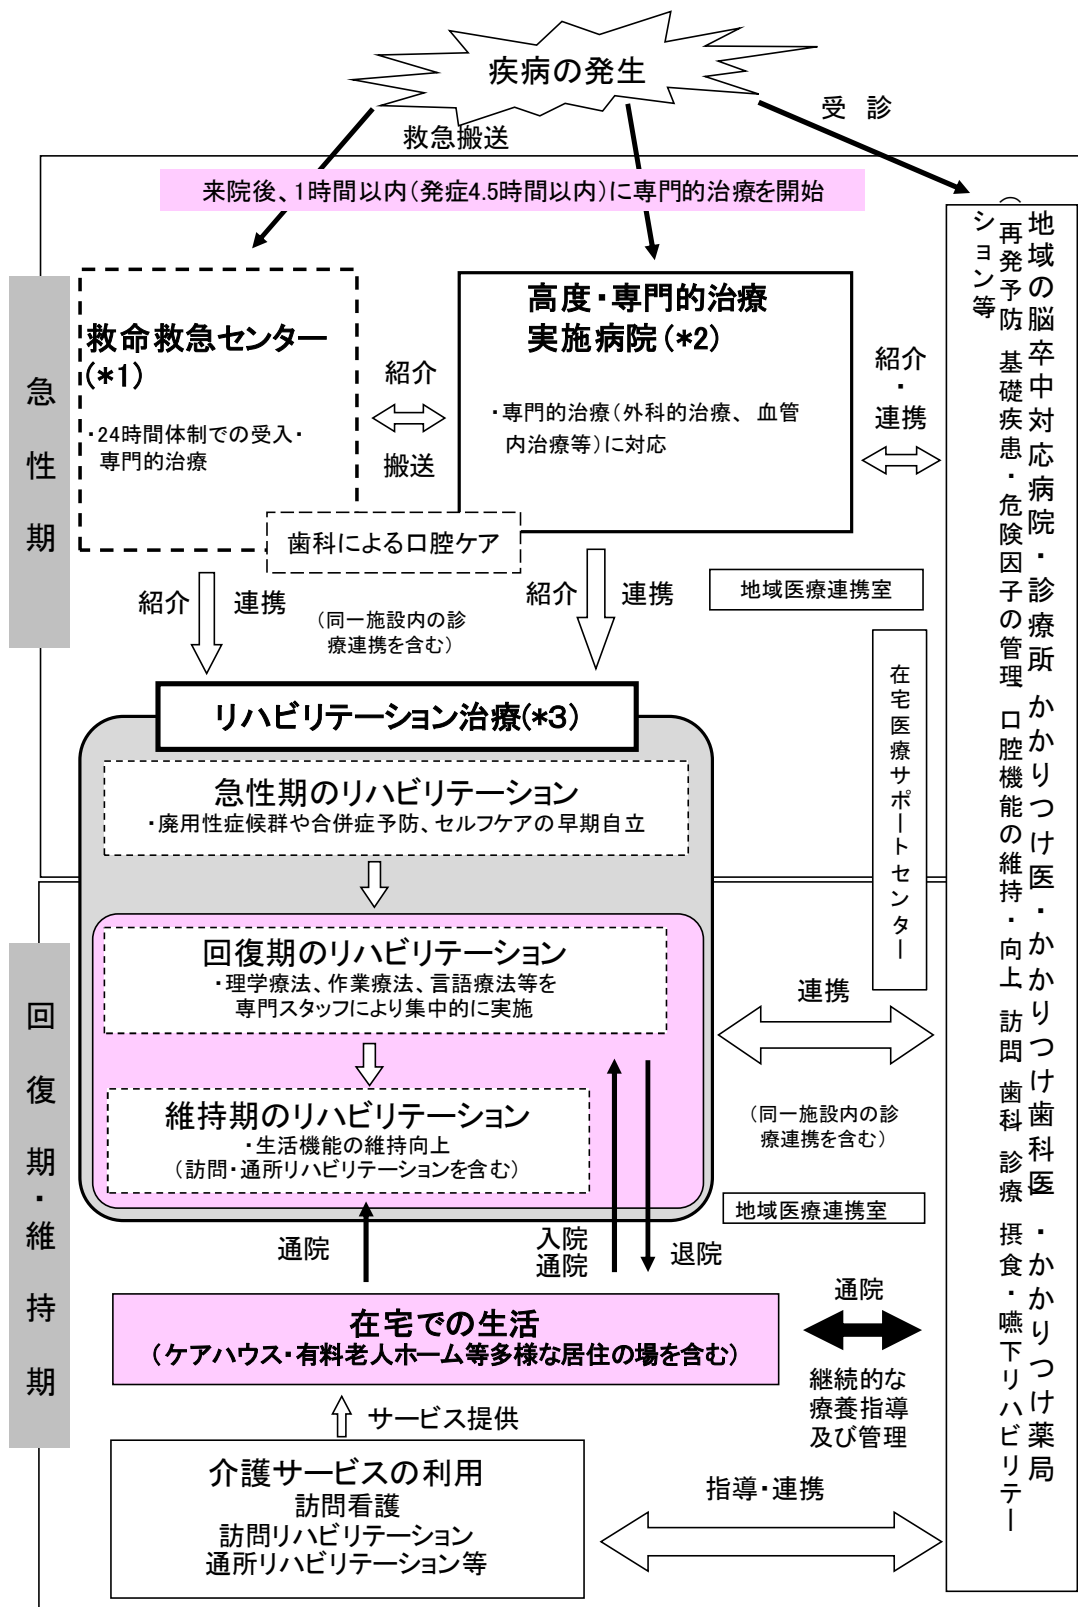 疾病の発生
救急搬送
受　診
来院後、1時間以内(発症4.5時間以内)に専門的治療を開始
急性期
救命救急センター
(*1)
・24時間体制での受入・
専門的治療
紹介
搬送
高度・専門的治療
実施病院(*2)
・専門的治療(外科的治療、血管
内治療等)に対応
紹介
・
連携
歯科による口腔ケア
紹介
連携
(同一施設内の診
療連携を含む)
紹介
連携
地域医療連携室
在宅医療サポートセンター
地域の脳卒中対応病院・診療所 かかりつけ医・かかりつけ歯科医・かかりつけ薬局
(再発予防、基礎疾患・危険因子の管理、口腔機能の維持・向上、訪問歯科診療、摂食・嚥下リハビリテー
ション等)
リハビリテーション治療(*3)
急性期のリハビリテーション
・廃用性症候群や合併症予防、セルフケアの早期自立
回復期・維持期
回復期のリハビリテーション
・理学療法、作業療法、言語療法等を
専門スタッフにより集中的に実施
維持期のリハビリテーション
・生活機能の維持向上
(訪問・通所リハビリテーションを含む)
連携
(同一施設内の診
療連携を含む)
地域医療連携室
通院
入院
通院
退院
在宅での生活
(ケアハウス・有料老人ホーム等多様な居住の場を含む)
通院
継続的な
療養指導
及び管理
サービス提供
介護サービスの利用
訪問看護
訪問リハビリテーション
通所リハビリテーション等
指導・連携